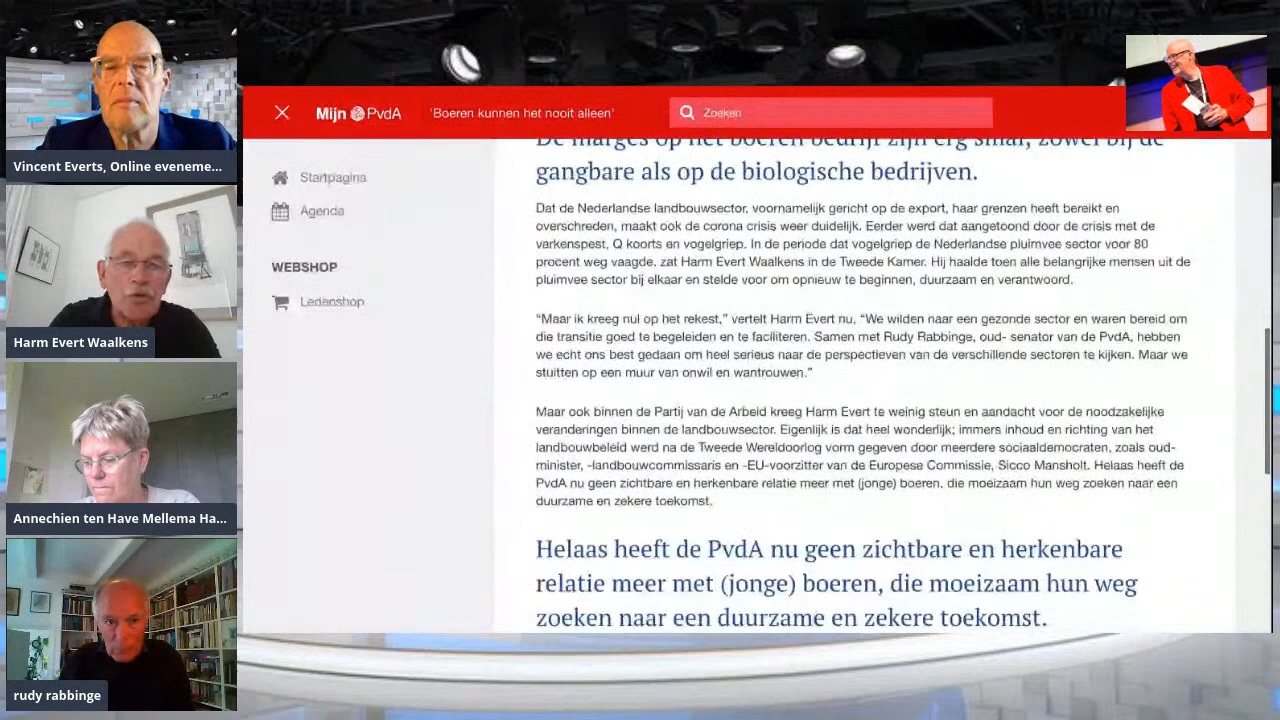 Mijn PvdA
'Boeren kunnen het nooit alleen'
Zoeken
Startpagina
Agenda
WEBSHOP
Ledenshop
De marges op het boeren bedrijf zijn erg smal, zowel bij de
gangbare als op de biologische bedrijven.
Dat de Nederlandse landbouwsector, voornamelijk gericht op de export, haar grenzen heeft bereikt en
overschreden, maakt ook de corona crisis weer duidelijk. Eerder werd dat aangetoond door de crisis met de
varkenspest, Q koorts en vogelgriep. In de periode dat vogelgriep de Nederlandse pluimvee sector voor 80
procent weg vaagde, zat Harm Evert Waalkens in de Tweede Kamer. Hij haalde toen alle belangrijke mensen uit de
pluimvee sector bij elkaar en stelde voor om opnieuw te beginnen, duurzaam en verantwoord.
“Maar ik kreeg nul op het rekest,” vertelt Harm Evert nu, “We wilden naar een gezonde sector en waren bereid om
die transitie goed te begeleiden en te faciliteren. Samen met Rudy Rabbinge, oud- senator van de PvdA, hebben
we echt ons best gedaan om heel serieus naar de perspectieven van de verschillende sectoren te kijken. Maar we
stuitten op een muur van onwil en wantrouwen.”
Maar ook binnen de Partij van de Arbeid kreeg Harm Evert te weinig steun en aandacht voor de noodzakelijke
veranderingen binnen de landbouwsector. Eigenlijk is dat heel wonderlijk; immers inhoud en richting van het
landbouwbeleid werd na de Tweede Wereldoorlog vorm gegeven door meerdere sociaaldemocraten, zoals oud-
minister, -landbouwcommissaris en -EU-voorzitter van de Europese Commissie, Sicco Mansholt. Helaas heeft de
PvdA nu geen zichtbare en herkenbare relatie meer met (jonge) boeren, die moeizaam hun weg zoeken naar een
duurzame en zekere toekomst.
Helaas heeft de PvdA nu geen zichtbare en herkenbare
relatie meer met (jonge) boeren, die moeizaam hun weg
zoeken naar een duurzame en zekere toekomst.
Vincent Everts, Online eveneme...
Harm Evert Waalkens
Annechien ten Have Mellema Ha...
rudy rabbinge